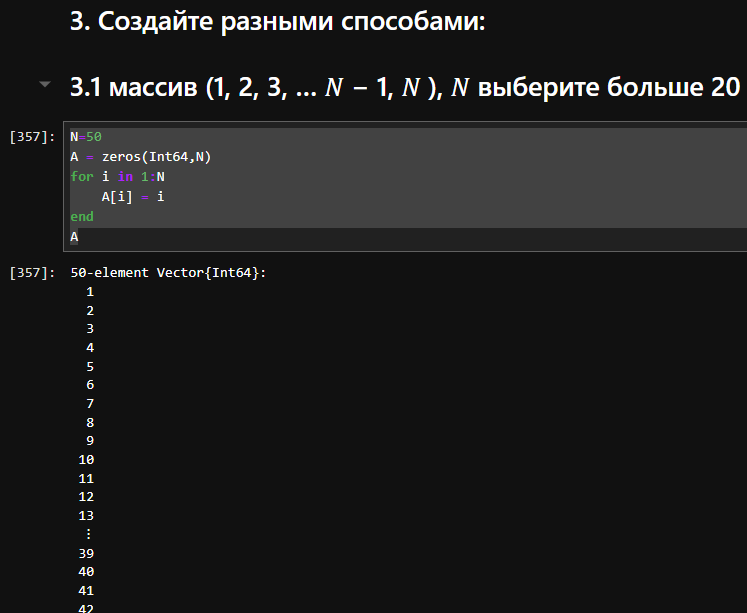 3. Создайте разными способами:
3.1 массив (1, 2, 3, ... N − 1, N ), N выберите больше 20
[357]: N=50
A = zeros(Int64,N)
for i in 1:N
    A[i] = i
end
A
[357]: 50-element Vector{Int64}:
1
2
3
4
5
6
7
8
9
10
11
12
13
⋮
39
40
41
42